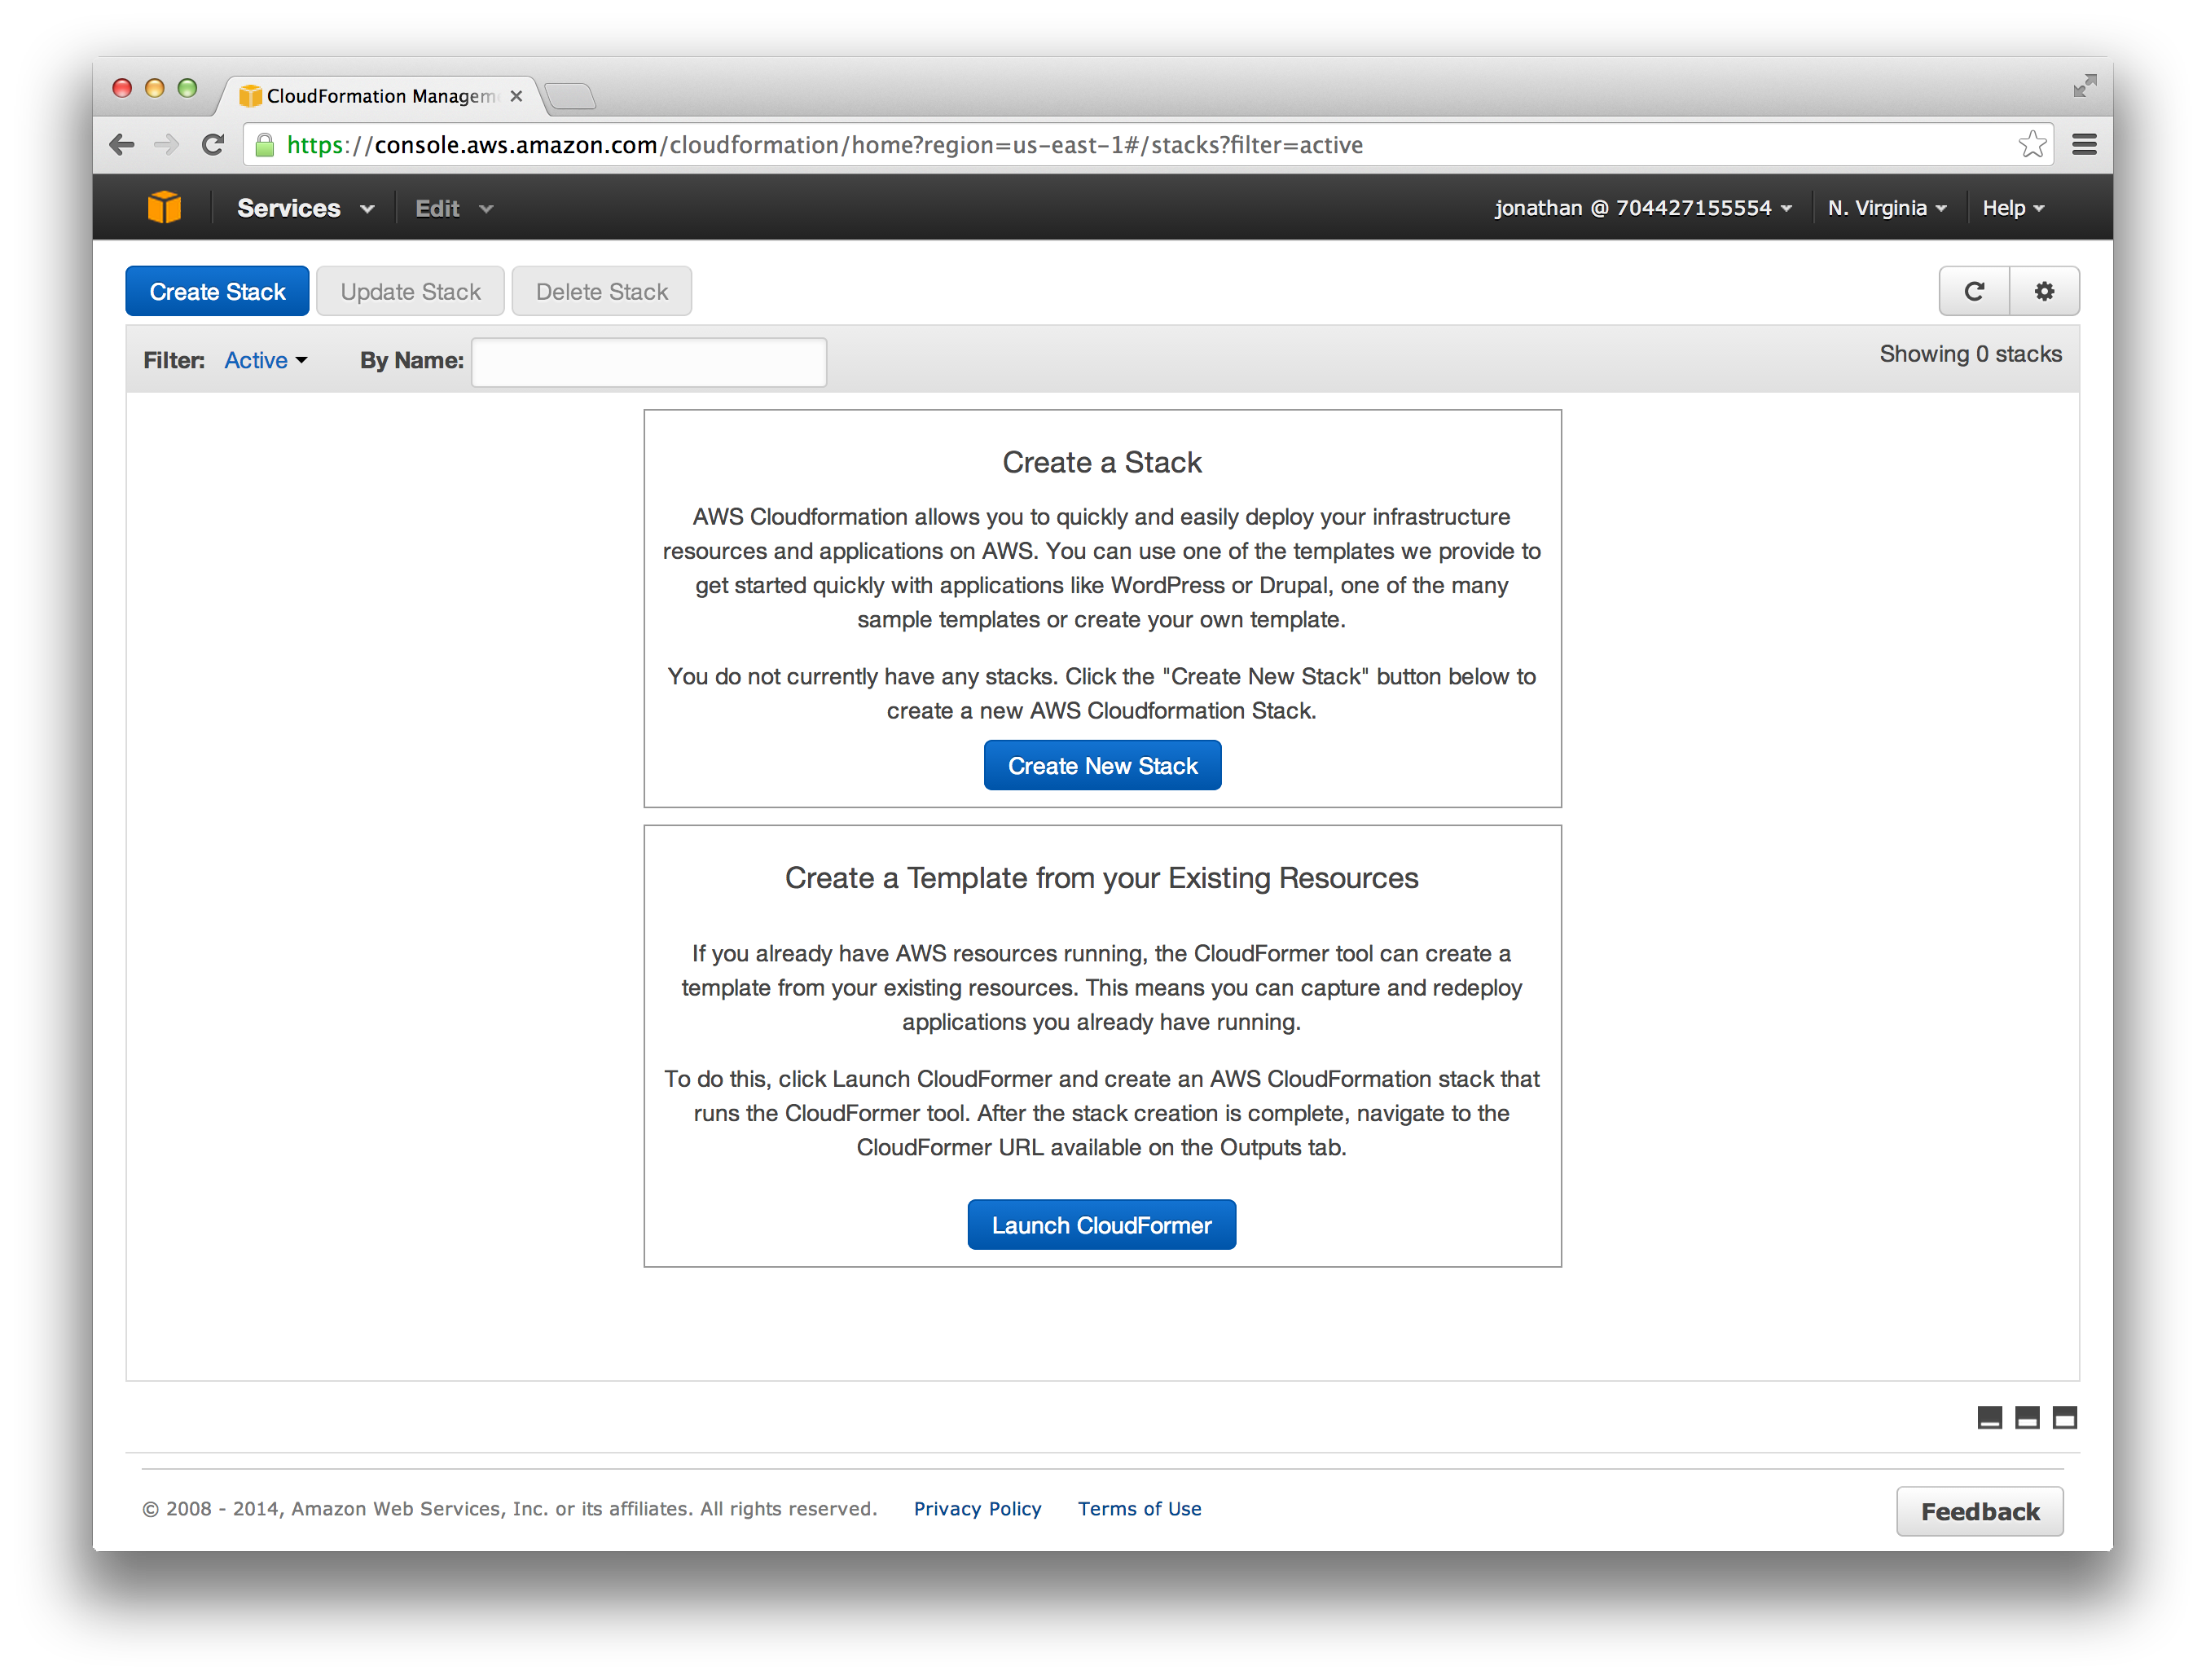 CloudFormation Managem
https://console.aws.amazon.com/cloudformation/home?region=us-east-1#/stacks?filter=active
Services Edit jonathan @ 704427155554 N. Virginia Help
Create Stack Update Stack Delete Stack
Filter: Active By Name: Showing 0 stacks
Create a Stack
AWS Cloudformation allows you to quickly and easily deploy your infrastructure
resources and applications on AWS. You can use one of the templates we provide to
get started quickly with applications like WordPress or Drupal, one of the many
sample templates or create your own template.
You do not currently have any stacks. Click the "Create New Stack" button below to
create a new AWS Cloudformation Stack.
Create New Stack
Create a Template from your Existing Resources
If you already have AWS resources running, the CloudFormer tool can create a
template from your existing resources. This means you can capture and redeploy
applications you already have running.
To do this, click Launch CloudFormer and create an AWS CloudFormation stack that
runs the CloudFormer tool. After the stack creation is complete, navigate to the
CloudFormer URL available on the Outputs tab.
Launch CloudFormer
© 2008 - 2014, Amazon Web Services, Inc. or its affiliates. All rights reserved. Privacy Policy Terms of Use Feedback